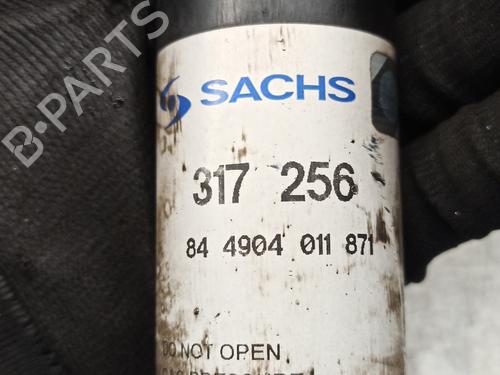 B-PARTS
SACHS
317 256
84 4904 011 871
DO NOT OPEN